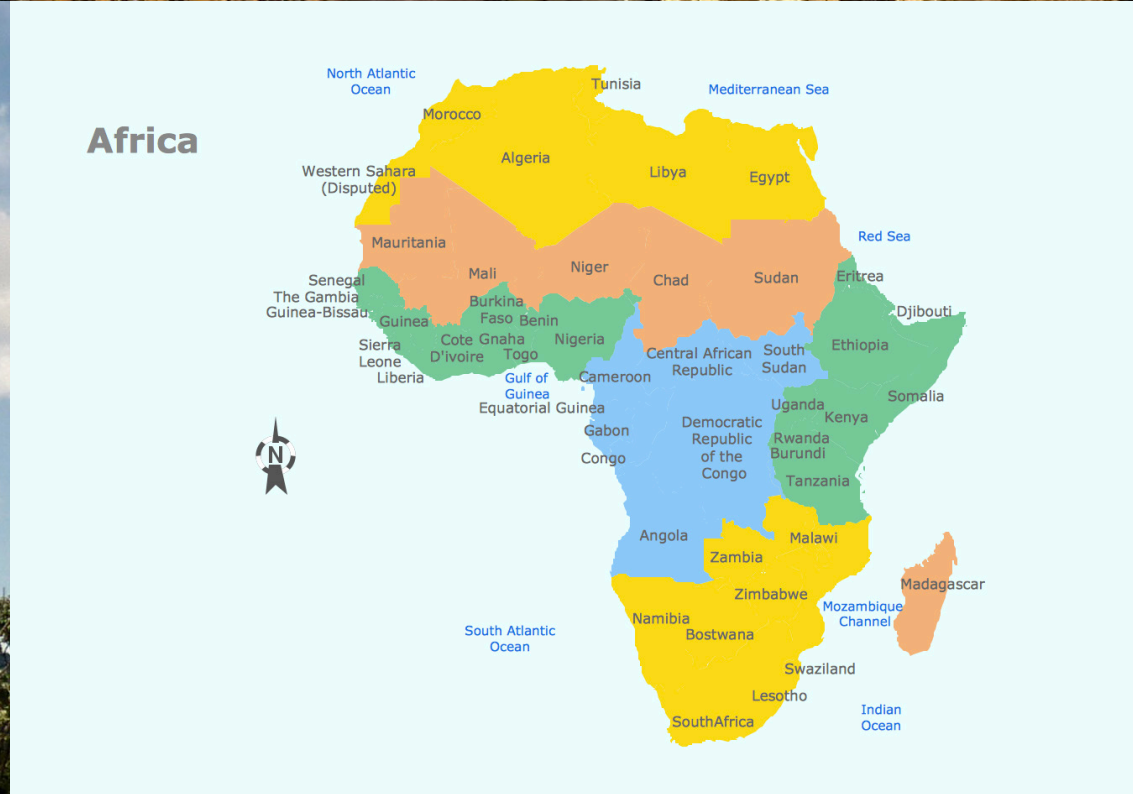 North Atlantic
Ocean
Tunisia
Mediterranean Sea
Morocco
Africa
Algeria
Libya
Egypt
Western Sahara
(Disputed)
Mauritania
Red Sea
Mali
Niger
Chad
Sudan
Eritrea
Senegal
The Gambia
Guinea-Bissau
Guinea
Burkina
Faso
Benin
Djibouti
Sierra
Leone
Liberia
Cote
D'ivoire
Gnaha
Togo
Nigeria
Ethiopia
Central African
Republic
South
Sudan
Gulf of
Guinea
Cameroon
Equatorial Guinea
Somalia
Uganda
Kenya
Gabon
Congo
Democratic
Republic
of the
Congo
Rwanda
Burundi
Tanzania
N
Angola
Malawi
Zambia
Madagascar
Zimbabwe
Mozambique
Channel
Namibia
Bostwana
South Atlantic
Ocean
Swaziland
Lesotho
Indian
Ocean
SouthAfrica